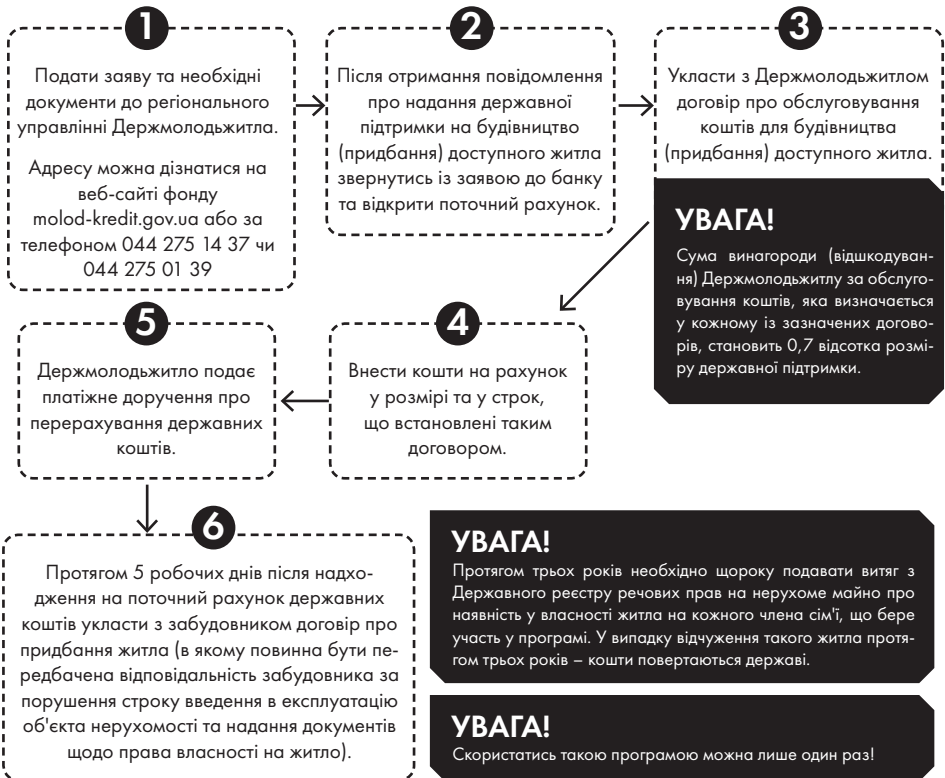 1
Подати заяву та необхідні
документи до регіонального
управлінні Держмолодьжитла.
Адресу можна дізнатися на
веб-сайті фонду
molod-kredit.gov.ua або за
телефоном 044 275 14 37 чи
044 275 01 39
2
Після отримання повідомлення
про надання державної
підтримки на будівництво
(придбання) доступного житла
звернутись із заявою до банку
та відкрити поточний рахунок.
3
Укласти з Держмолодьжитлом
договір про обслуговування
коштів для будівництва
(придбання) доступного житла.
УВАГА!
Сума винагороди (відшкодуван-
ня) Держмолодьжитлу за обслуго-
вування коштів, яка визначається
у кожному із зазначених догово-
рів, становить 0,7 відсотка розмі-
ру державної підтримки.
4
Внести кошти на рахунок
у розмірі та у строк,
що встановлені таким
договором.
5
Держмолодьжитло подає
платіжне доручення про
перерахування державних
коштів.
6
Протягом 5 робочих днів після надхо-
дження на поточний рахунок державних
коштів укласти з забудовником договір про
придбання житла (в якому повинна бути пе-
редбачена відповідальність забудовника за
порушення строку введення в експлуатацію
об'єкта нерухомості та надання документів
щодо права власності на житло).
УВАГА!
Протягом трьох років необхідно щороку подавати витяг з
Державного реєстру речових прав на нерухоме майно про
наявність у власності житла на кожного члена сім'ї, що бере
участь у програмі. У випадку відчуження такого житла протя-
гом трьох років – кошти повертаються державі.
УВАГА!
Скористатись такою програмою можна лише один раз!